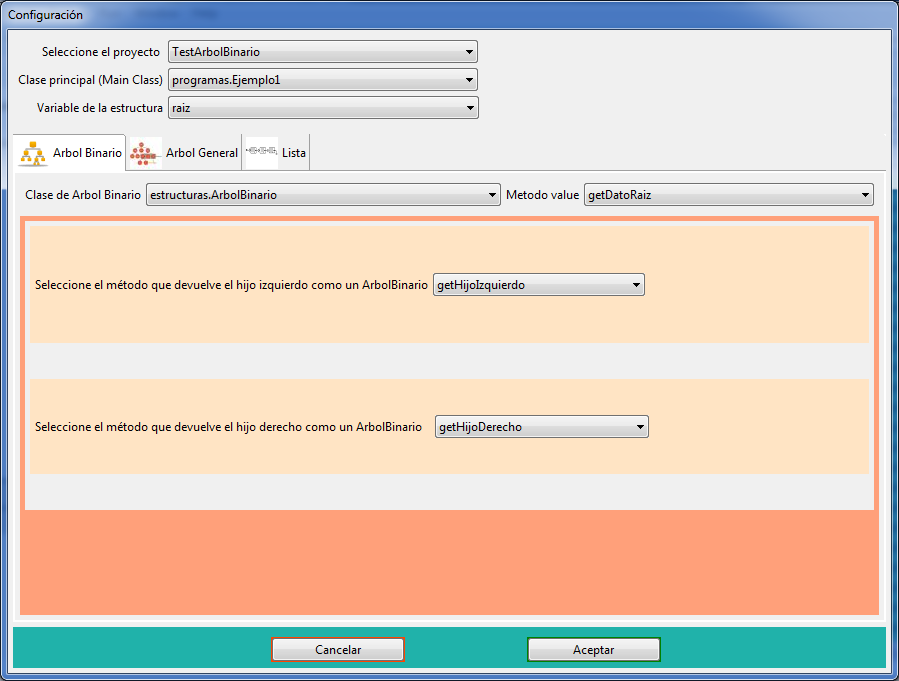 Configuración
Seleccione el proyecto TestArbolBinario
Clase principal (Main Class) programas.Ejemplo1
Variable de la estructura raiz
Arbol Binario Arbol General Lista
Clase de Arbol Binario estructuras.ArbolBinario Metodo value getDatoRaiz
Seleccione el método que devuelve el hijo izquierdo como un ArbolBinario getHijoIzquierdo
Seleccione el método que devuelve el hijo derecho como un ArbolBinario getHijoDerecho
Cancelar Aceptar